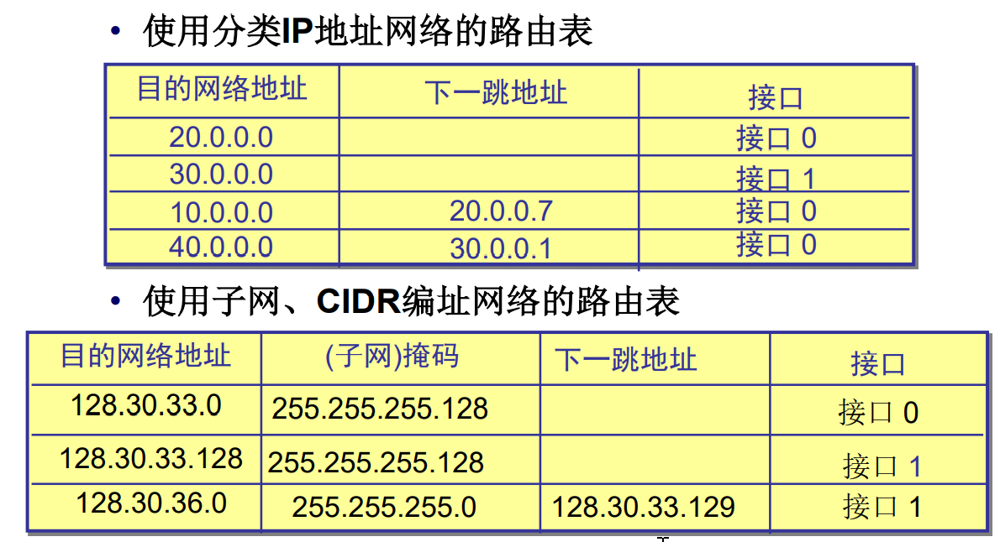 • 使用分类IP地址网络的路由表
目的网络地址 下一跳地址 接口
20.0.0.0 接口 0
30.0.0.0 接口 1
10.0.0.0 20.0.0.7 接口 0
40.0.0.0 30.0.0.1 接口 0
• 使用子网、CIDR编址网络的路由表
目的网络地址 (子网)掩码 下一跳地址 接口
128.30.33.0 255.255.255.128 接口 0
128.30.33.128 255.255.255.128 接口 1
128.30.36.0 255.255.255.0 128.30.33.129 接口 1